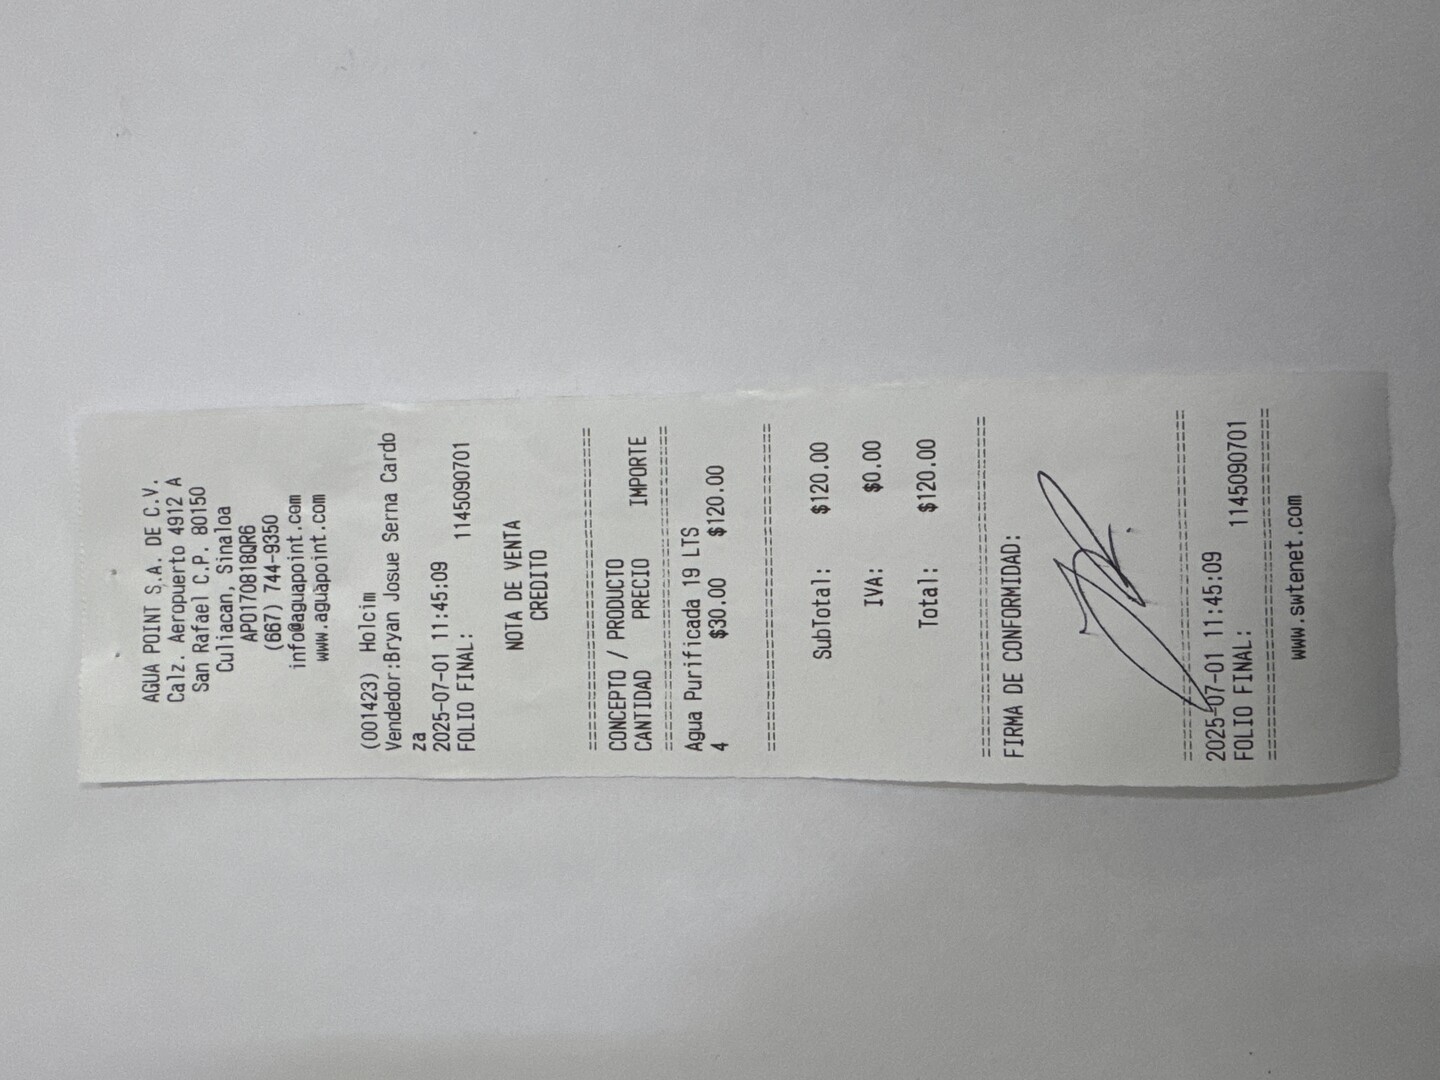 AGUA POINT S.A. DE C.V.
Calz. Aeropuerto 4912 A
San Rafael C.P. 80150
Culiacan, Sinaloa
APO170818QR6
(667) 744-9350
info@aguapoint.com
www.aguapoint.com
(001423) Holcim
Vendedor:Bryan Josue Serna Cardo
za
2025-07-01 11:45:09
FOLIO FINAL: 1145090701
NOTA DE VENTA
CREDITO
================================
CONCEPTO / PRODUCTO
CANTIDAD PRECIO IMPORTE
================================
Agua Purificada 19 LTS
4 $30.00 $120.00
================================
SubTotal: $120.00
IVA: $0.00
Total: $120.00
================================
FIRMA DE CONFORMIDAD:
================================
2025-07-01 11:45:09
FOLIO FINAL: 1145090701
================================
www.swtenet.com